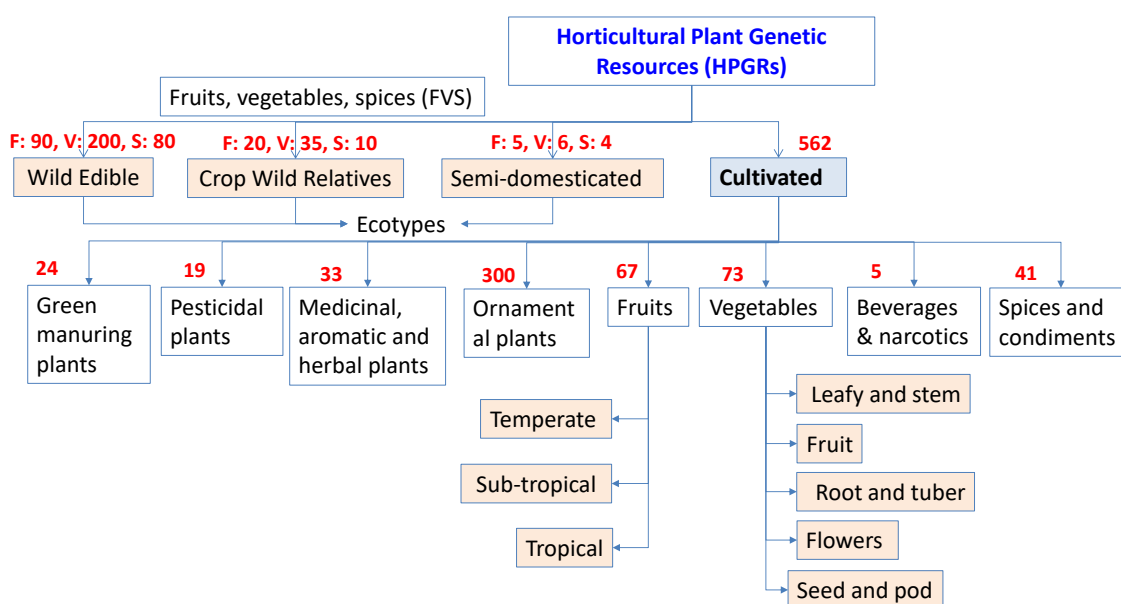 Horticultural Plant Genetic
Resources (HPGRs)
Fruits, vegetables, spices (FVS)
F: 90, V: 200, S: 80
F: 20, V: 35, S: 10
F: 5, V: 6, S: 4
562
Wild Edible
Crop Wild Relatives
Semi-domesticated
Cultivated
Ecotypes
24
19
33
300
67
73
5
41
Green
manuring
plants
Pesticidal
plants
Medicinal,
aromatic and
herbal plants
Ornament
al plants
Fruits
Vegetables
Beverages
& narcotics
Spices and
condiments
Temperate
Sub-tropical
Tropical
Leafy and stem
Fruit
Root and tuber
Flowers
Seed and pod